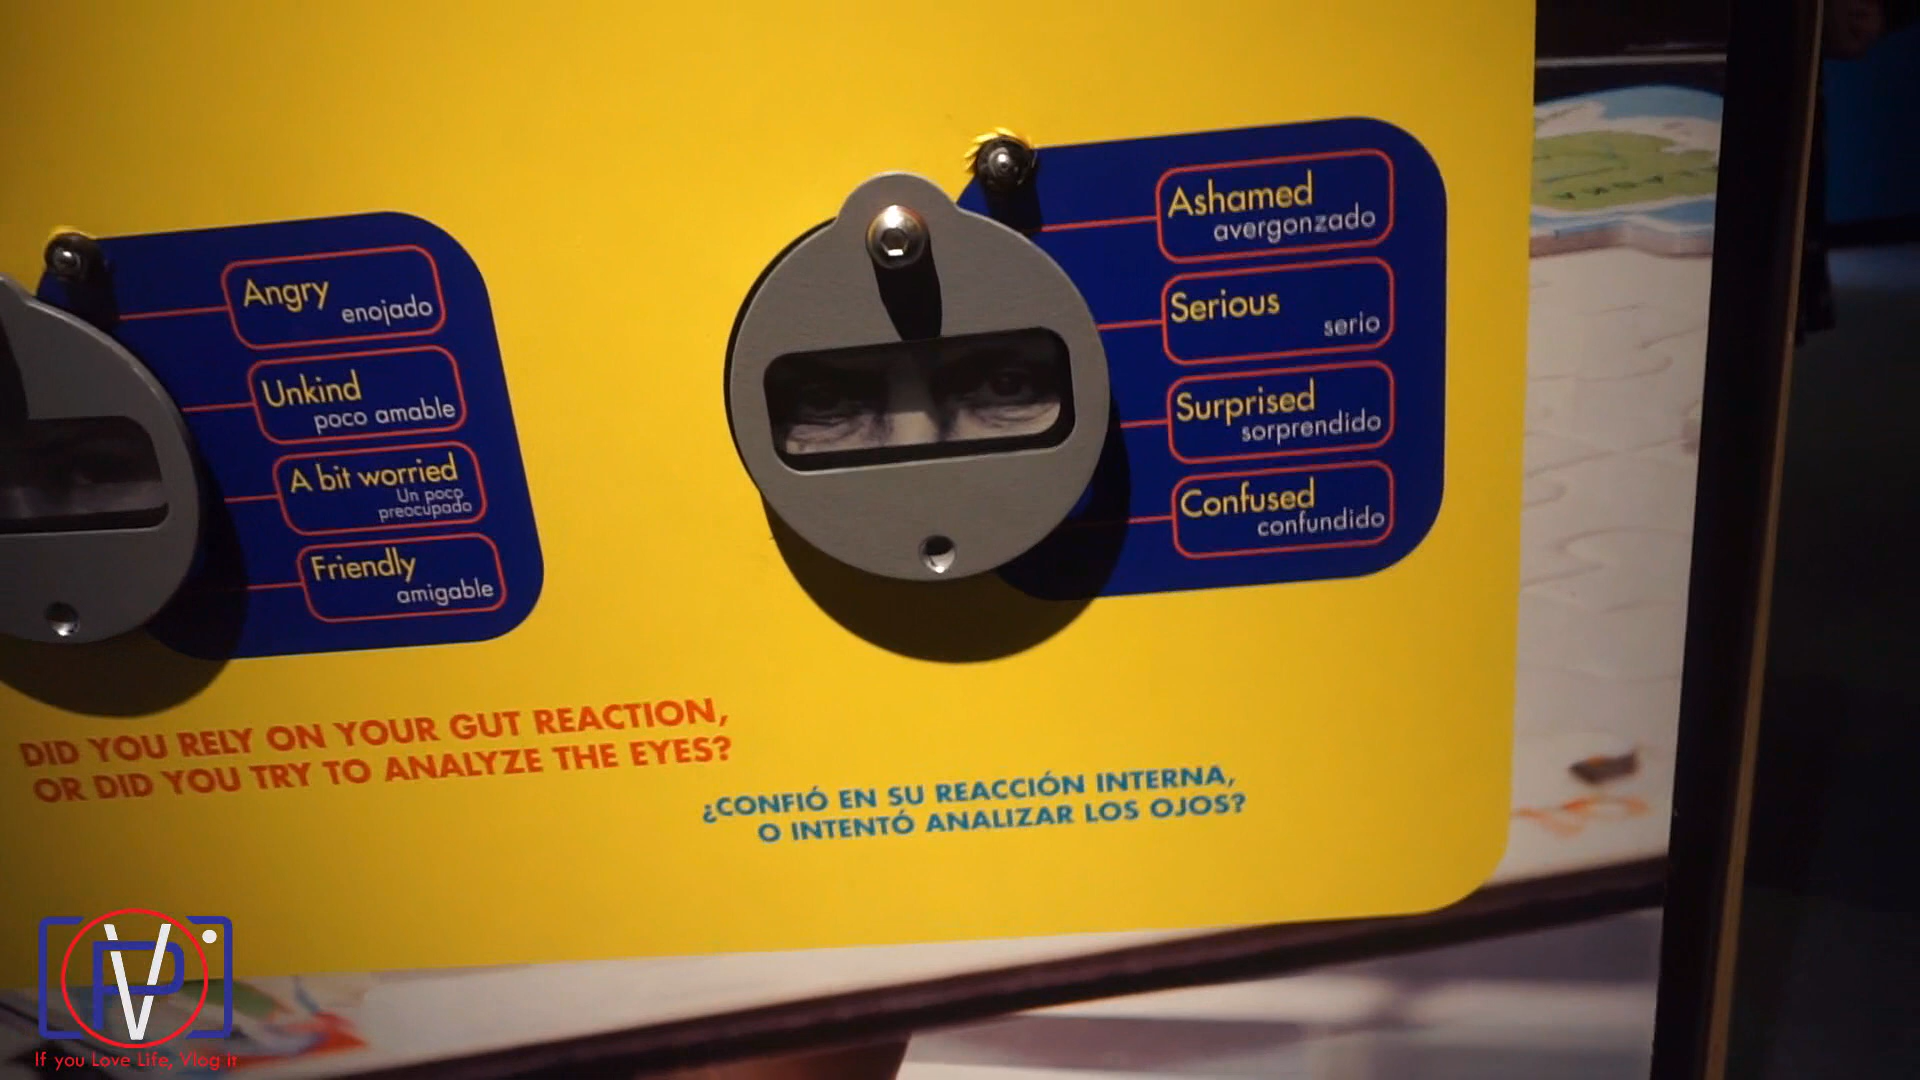 Angry
enojado
Unkind
poco amable
A bit worried
Un poco
preocupado
Friendly
amigable
Ashamed
avergonzado
Serious
serio
Surprised
sorprendido
Confused
confundido
DID YOU RELY ON YOUR GUT REACTION,
OR DID YOU TRY TO ANALYZE THE EYES?
¿CONFIÓ EN SU REACCIÓN INTERNA,
O INTENTÓ ANALIZAR LOS OJOS?
VP
If you Love Life, Vlog it